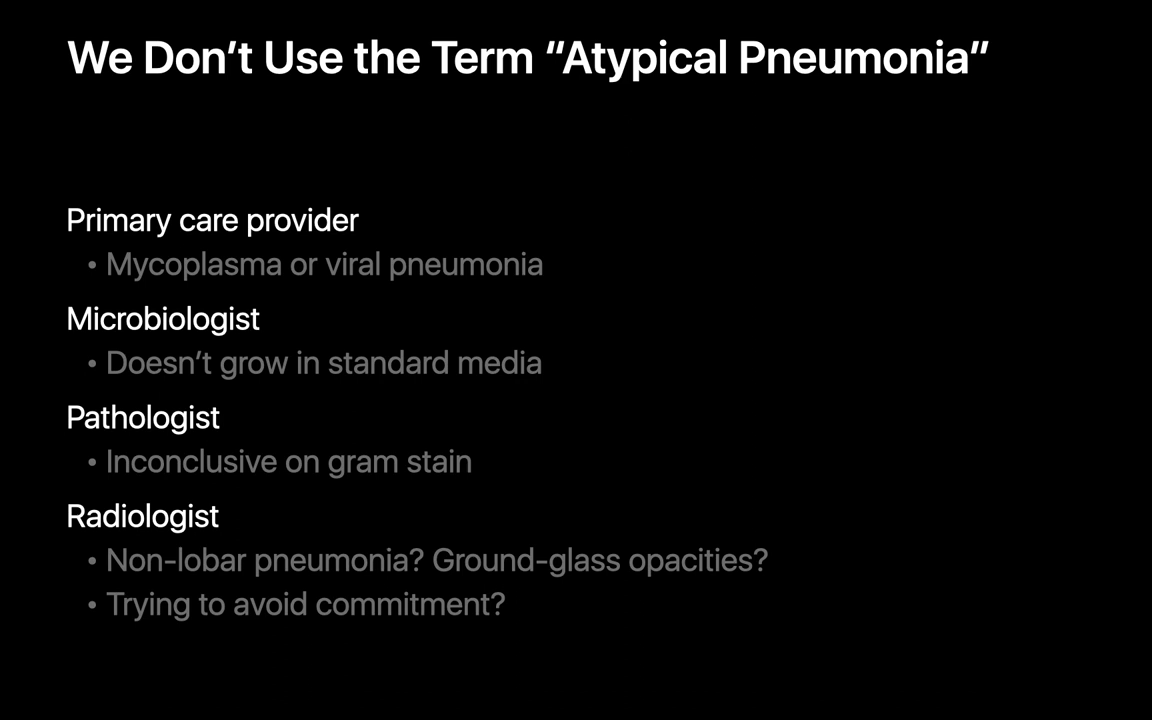 We Don’t Use the Term “Atypical Pneumonia”
Primary care provider
• Mycoplasma or viral pneumonia
Microbiologist
• Doesn’t grow in standard media
Pathologist
• Inconclusive on gram stain
Radiologist
• Non-lobar pneumonia? Ground-glass opacities?
• Trying to avoid commitment?